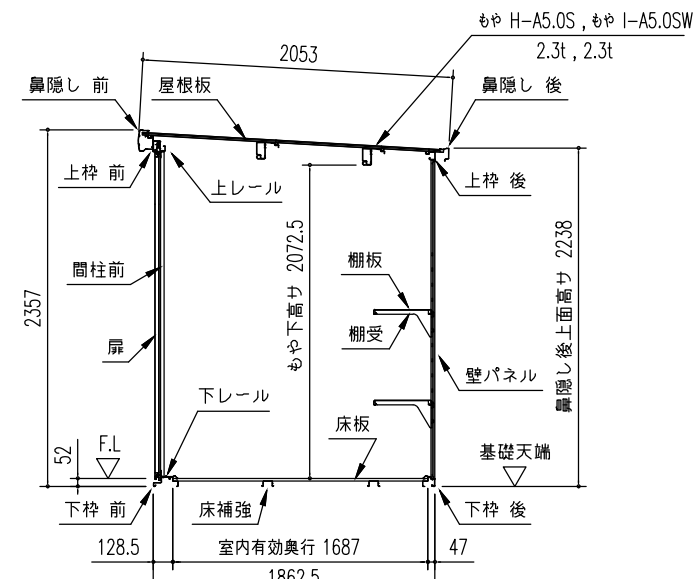 もや H-A5.0S , もや I-A5.0SW
2.3t , 2.3t
2053
鼻隠し 前
屋根板
鼻隠し 後
上枠 前
上レール
上枠 後
間柱前
もや下高サ 2072.5
棚板
鼻隠し後上面高サ 2238
2357
扉
棚受
壁パネル
下レール
床板
52
F.L
基礎天端
下枠 前
床補強
下枠 後
128.5
室内有効奥行 1687
47
1862.5